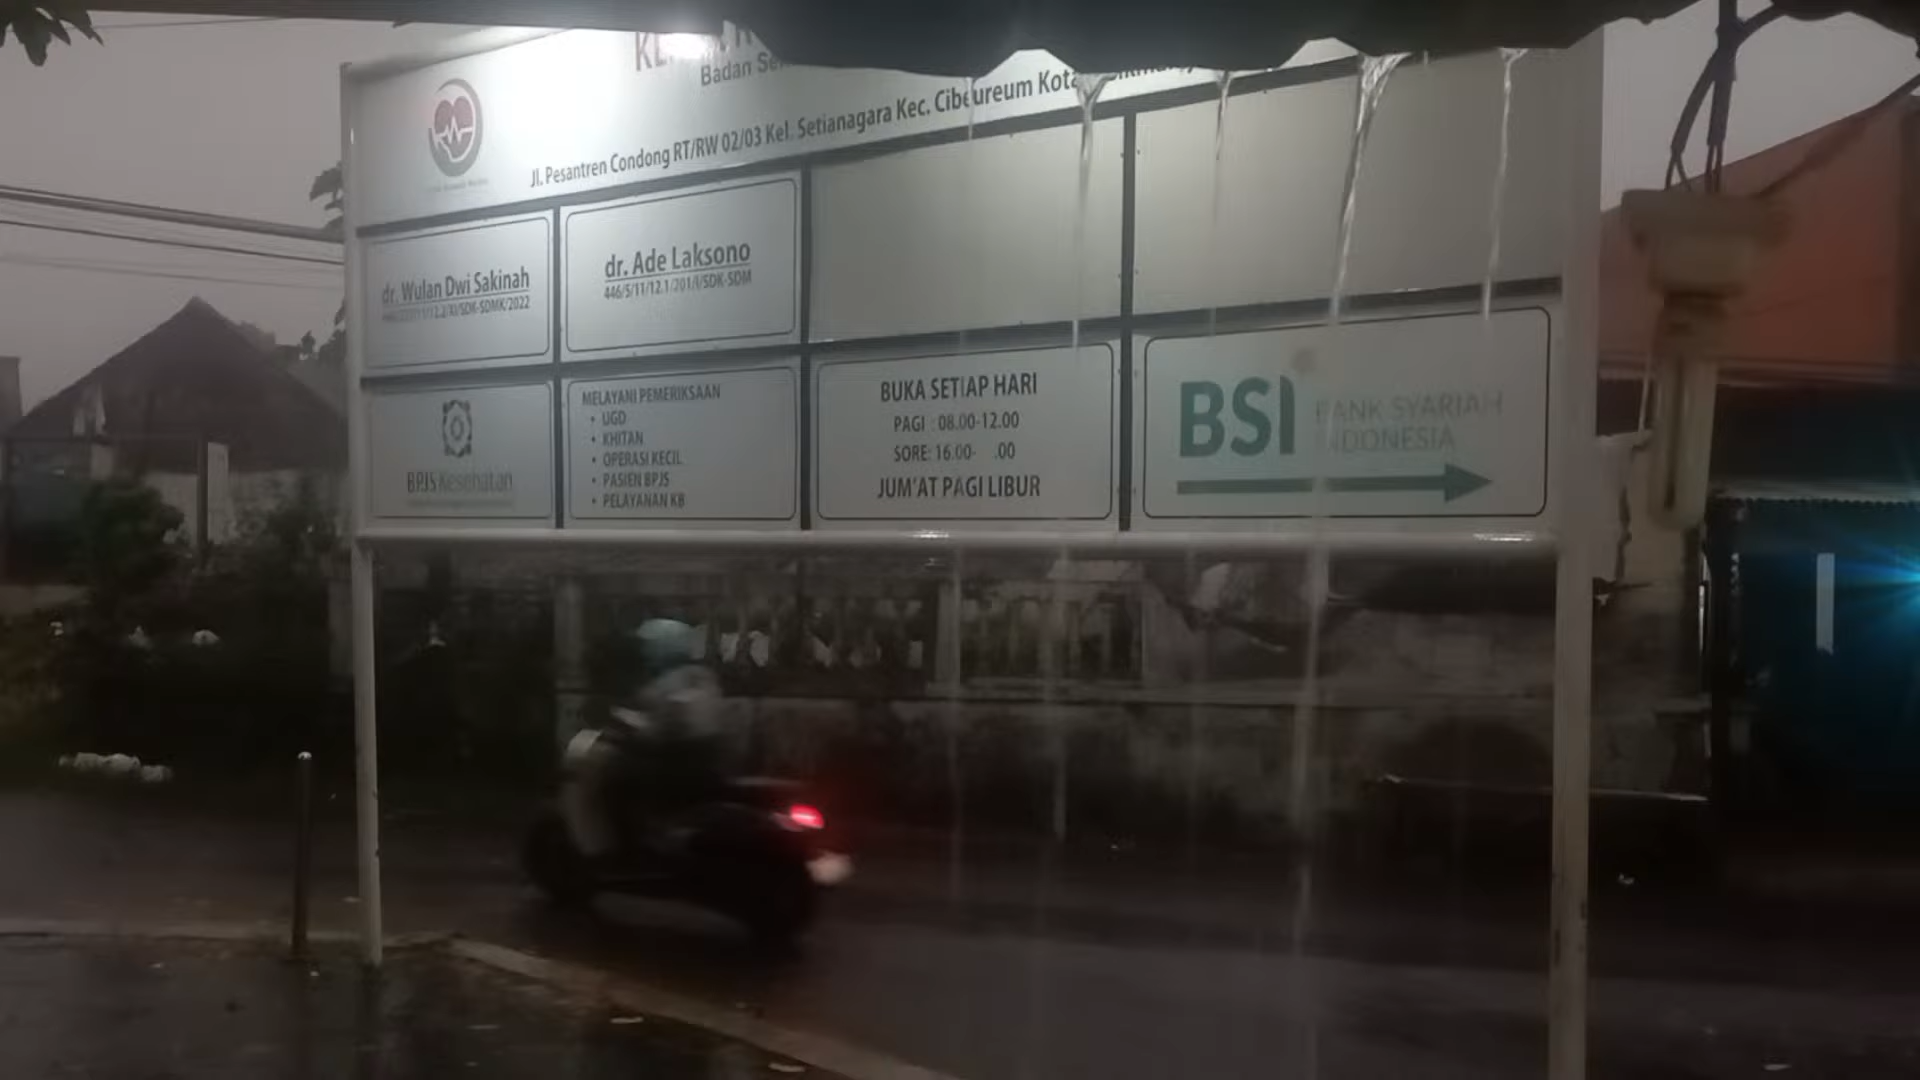 Badan
Jl. Pesantren Condong RT/RW 02/03 Kel. Setianagara Kec. Cibeureum Kota
dr. Wulan Dwi Sakinah
dr. Ade Laksono
446/5/11/12.1/201/I/SDK-SDM
BPJS Kesehatan
MELAYANI PEMERIKSAAN
• UGD
• KHITAN
• OPERASI KECIL
• PASIEN BPJS
• PELAYANAN KB
BUKA SETIAP HARI
PAGI : 08.00-12.00
SORE: 16.00- .00
JUM'AT PAGI LIBUR
BSI BANK SYARIAH
INDONESIA